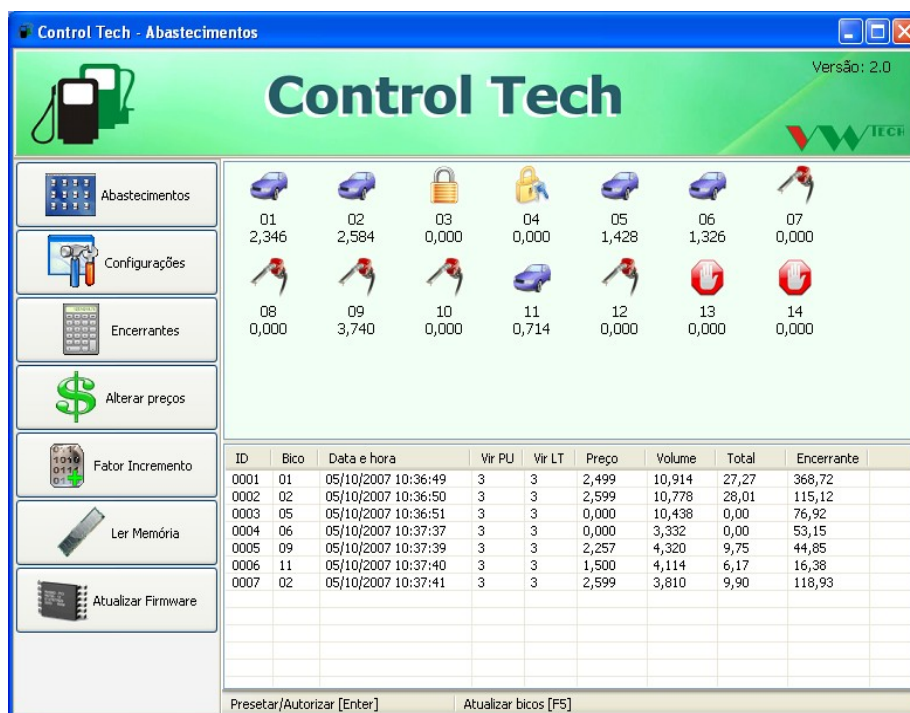 Control Tech - Abastecimentos
Control Tech
Versão: 2.0
VW TECH
Abastecimentos
Configurações
Encerrantes
Alterar preços
Fator Incremento
Ler Memória
Atualizar Firmware
01 02 03 04 05 06 07
2,346 2,584 0,000 0,000 1,428 1,326 0,000
08 09 10 11 12 13 14
0,000 3,740 0,000 0,714 0,000 0,000 0,000
ID Bico Data e hora Vir PU Vir LT Preço Volume Total Encerrante
0001 01 05/10/2007 10:36:49 3 3 2,499 10,914 27,27 368,72
0002 02 05/10/2007 10:36:50 3 3 2,599 10,778 28,01 115,12
0003 05 05/10/2007 10:36:51 3 3 0,000 10,438 0,00 76,92
0004 06 05/10/2007 10:37:37 3 3 0,000 3,332 0,00 53,15
0005 09 05/10/2007 10:37:39 3 3 2,257 4,320 9,75 44,85
0006 11 05/10/2007 10:37:40 3 3 1,500 4,114 6,17 16,38
0007 02 05/10/2007 10:37:41 3 3 2,599 3,810 9,90 118,93
Presetar/Autorizar [Enter] Atualizar bicos [F5]